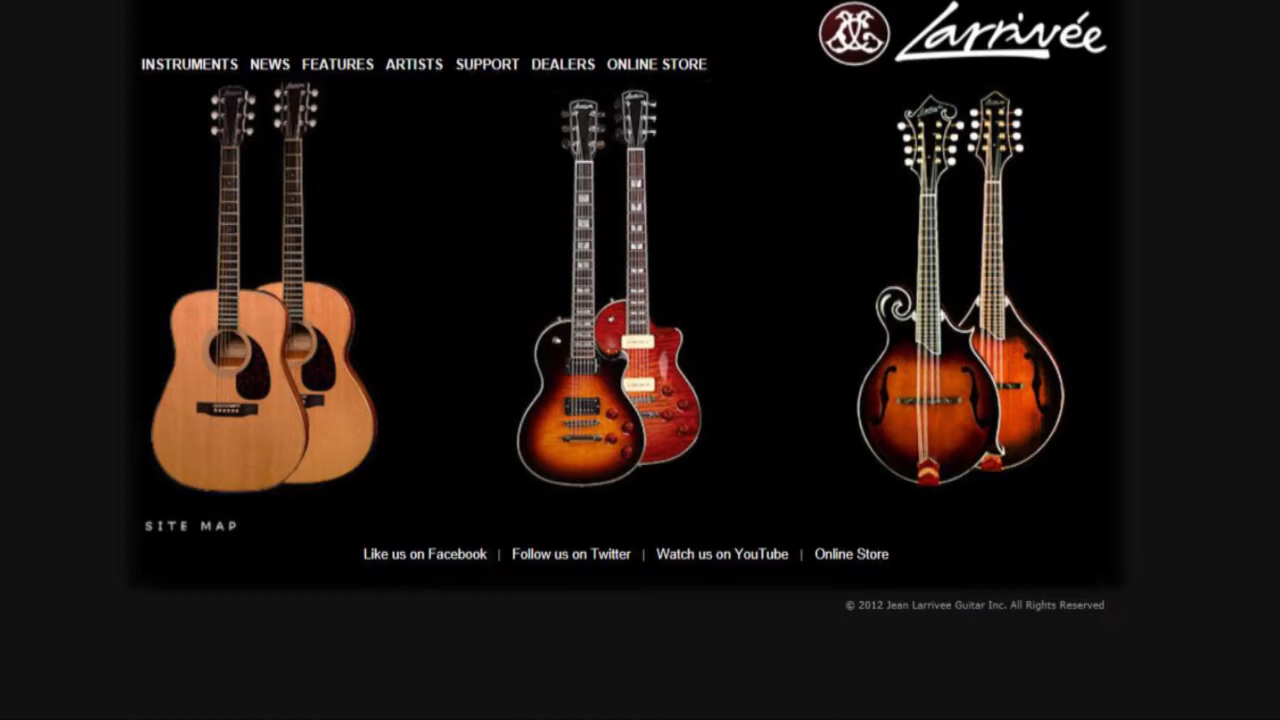 Larrivée
INSTRUMENTS NEWS FEATURES ARTISTS SUPPORT DEALERS ONLINE STORE
SITE MAP
Like us on Facebook | Follow us on Twitter | Watch us on YouTube | Online Store
© 2012 Jean Larrivee Guitar Inc. All Rights Reserved